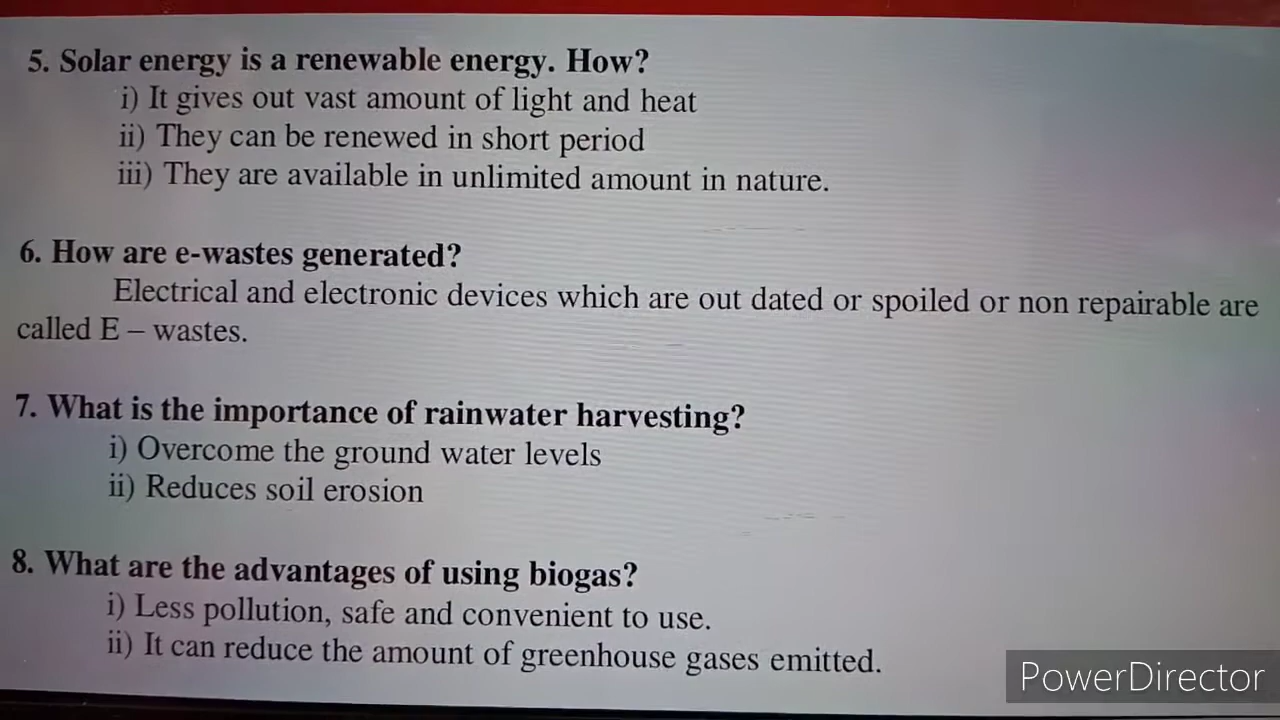 5. Solar energy is a renewable energy. How?
i) It gives out vast amount of light and heat
ii) They can be renewed in short period
iii) They are available in unlimited amount in nature.
6. How are e-wastes generated?
Electrical and electronic devices which are out dated or spoiled or non repairable are
called E – wastes.
7. What is the importance of rainwater harvesting?
i) Overcome the ground water levels
ii) Reduces soil erosion
8. What are the advantages of using biogas?
i) Less pollution, safe and convenient to use.
ii) It can reduce the amount of greenhouse gases emitted.
PowerDirector